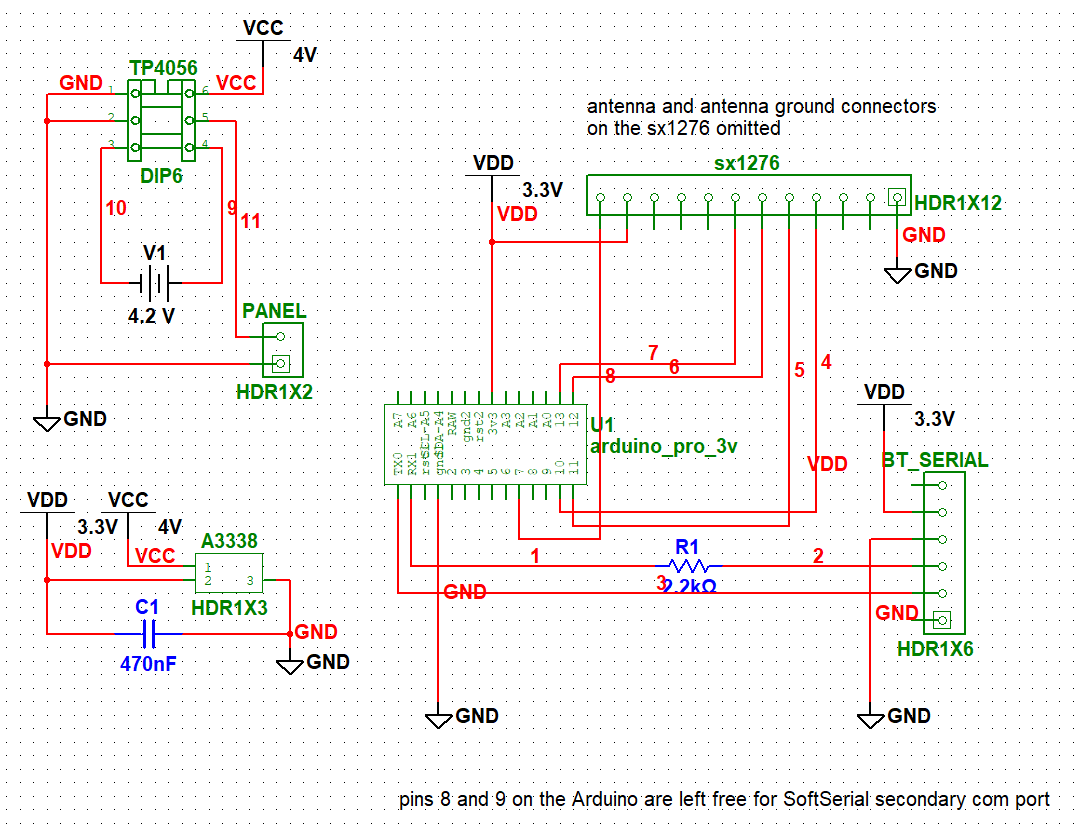 VCC
4V
TP4056
GND
VCC
1
6
2
5
3
4
DIP6
10
9
11
V1
4.2 V
PANEL
HDR1X2
GND
antenna and antenna ground connectors
on the sx1276 omitted
VDD
3.3V
VDD
sx1276
HDR1X12
GND
GND
7
6
8
5
4
A7
A6
A2
A1
A0
A3
3v3
rst2
gnd2
RAW
13
12
U1
arduino_pro_3v
TX0
RX1
2
3
4
5
6
7
8
9
10
11
VDD
3.3V
VDD
BT_SERIAL
VDD
3.3V
VDD
VCC
4V
VCC
A3338
1
2
3
HDR1X3
C1
470nF
GND
GND
1
R1
2
3
2.2kΩ
GND
GND
HDR1X6
GND
GND
pins 8 and 9 on the Arduino are left free for SoftSerial secondary com port